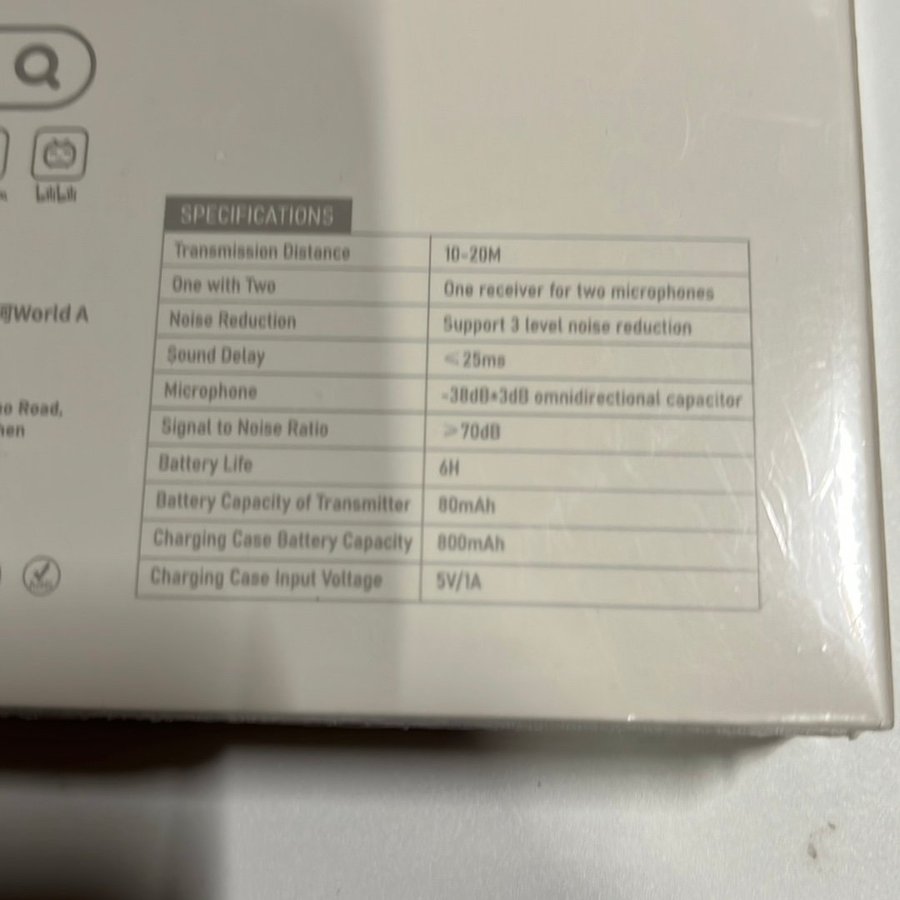 bilibili
SPECIFICATIONS
Transmission Distance 10-20M
One with Two One receiver for two microphones
Noise Reduction Support 3 level noise reduction
Sound Delay ≤25ms
Microphone -38dB±3dB omnidirectional capacitor
Signal to Noise Ratio ≥70dB
Battery Life 6H
Battery Capacity of Transmitter 80mAh
Charging Case Battery Capacity 800mAh
Charging Case Input Voltage 5V/1A
World A
Road,